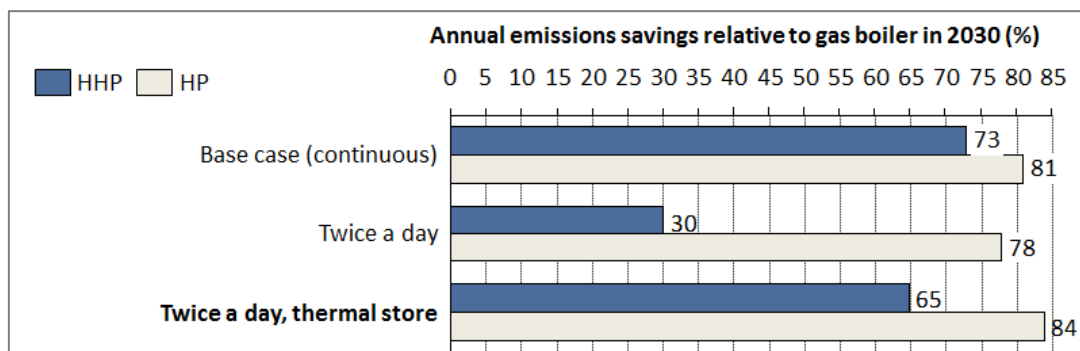 Annual emissions savings relative to gas boiler in 2030 (%)
0 5 10 15 20 25 30 35 40 45 50 55 60 65 70 75 80 85
HHP HP
Base case (continuous)
73
81
Twice a day
30
78
Twice a day, thermal store
65
84